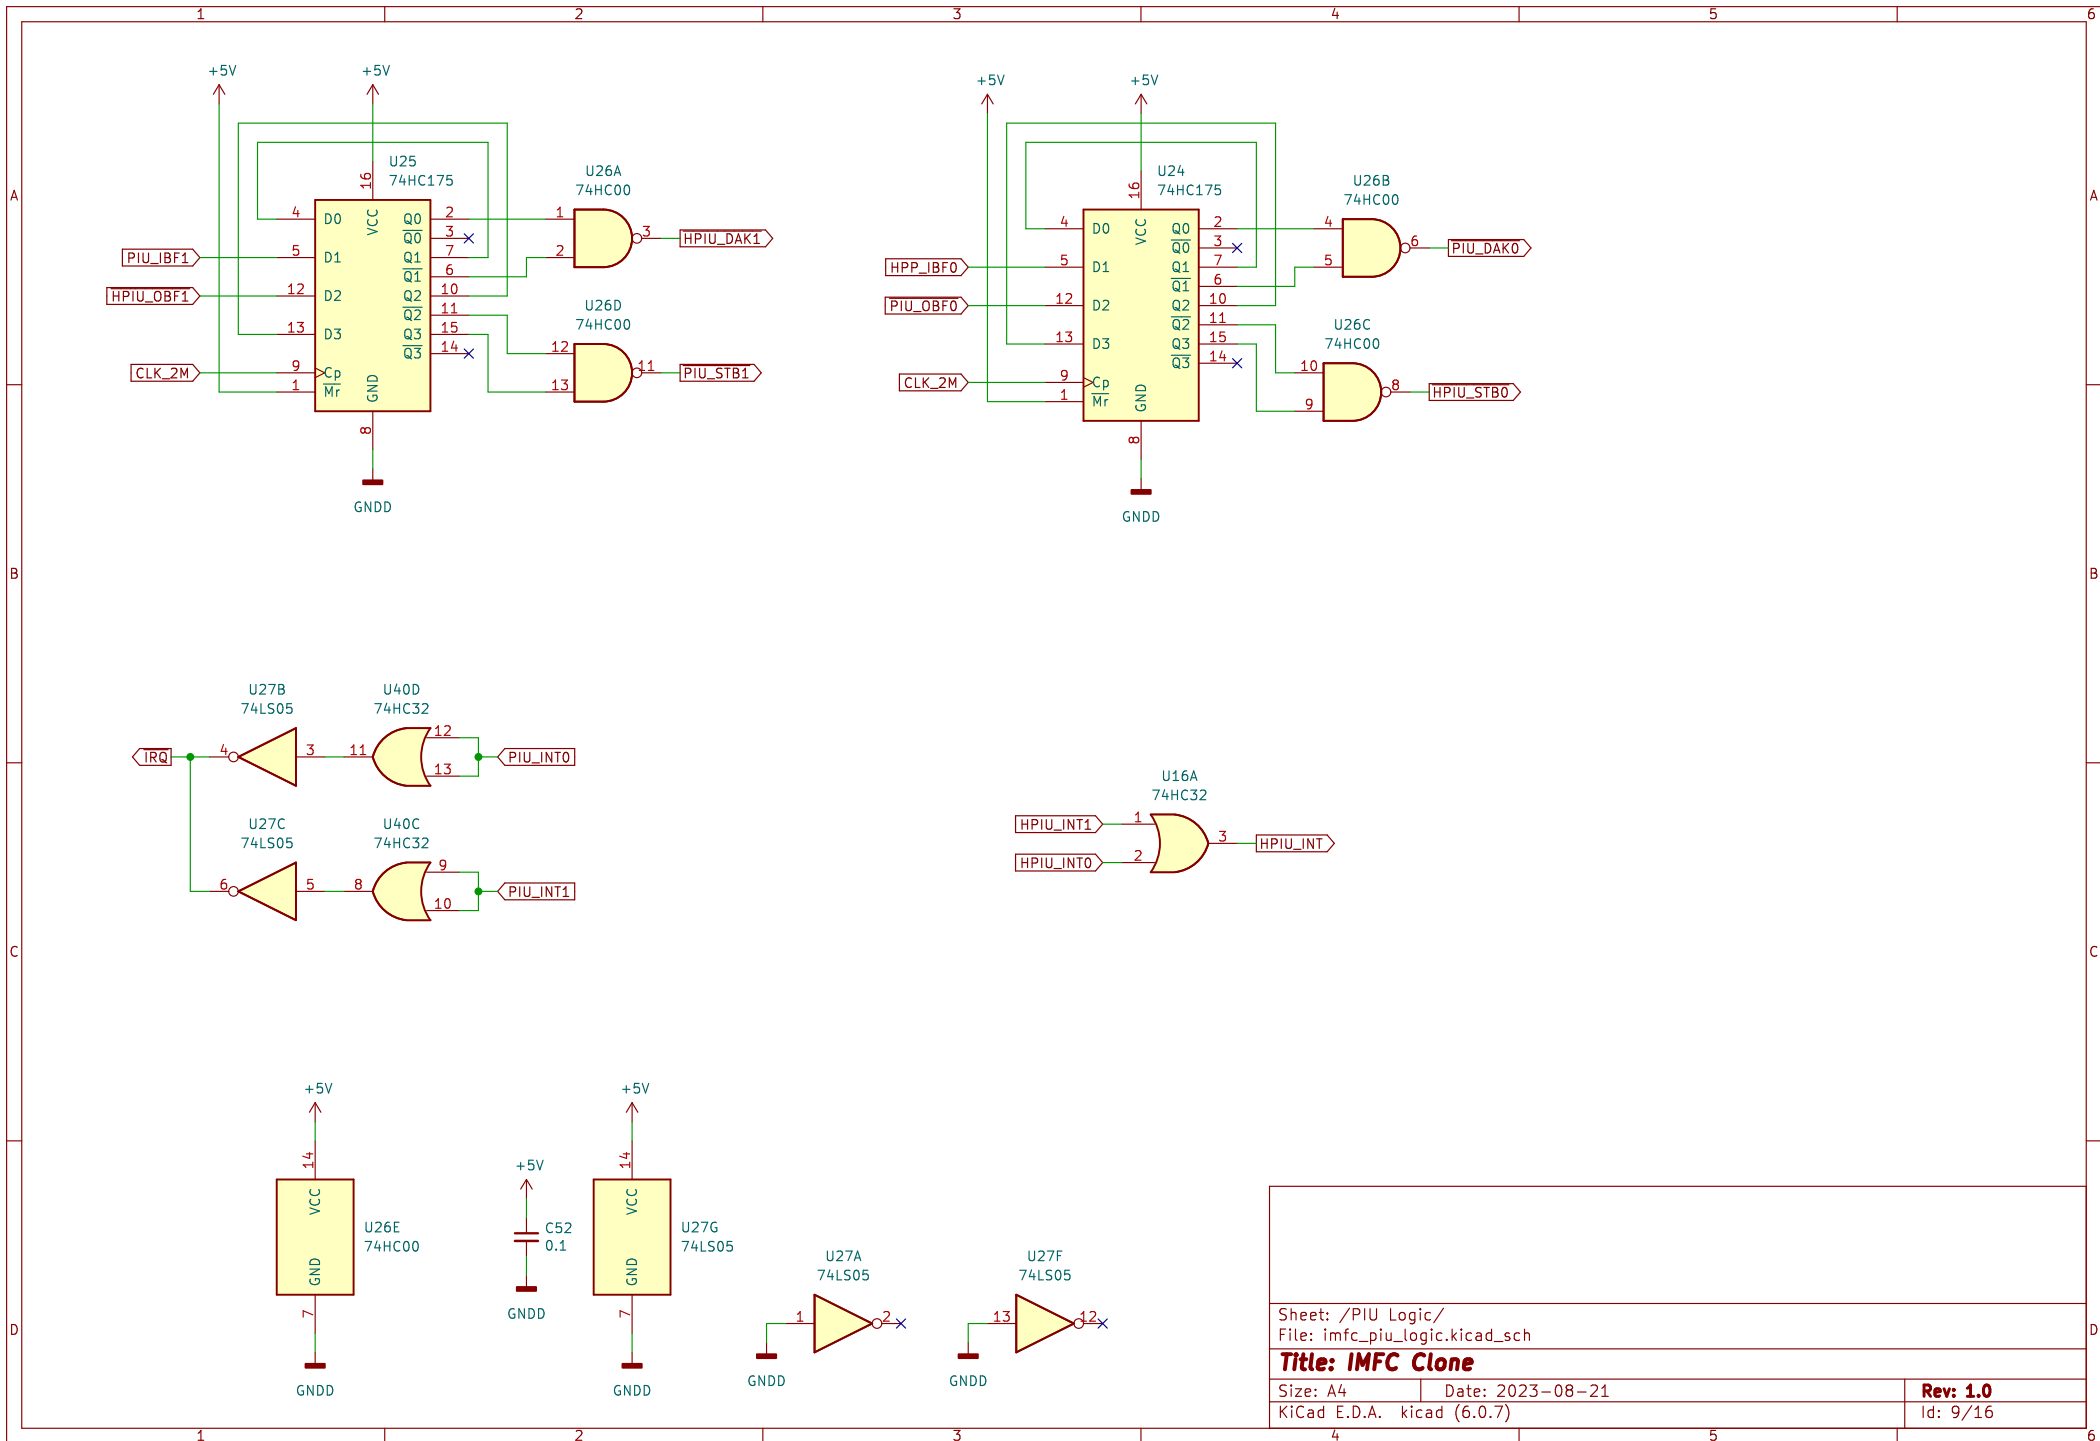 1 2 3 4 5 6
A
B
C
D
A
B
C
D
1 2 3 4 5 6
+5V
+5V
U25
74HC175
16
VCC
4 D0
5 D1
12 D2
13 D3
9 Cp
1 Mr
GND
8
Q0 2
Q0 3
Q1 7
Q1 6
Q2 10
Q2 11
Q3 15
Q3 14
PIU_IBF1
HPIU_OBF1
CLK_2M
GNDD
U26A
74HC00
1
2
3
HPIU_DAK1
U26D
74HC00
12
13
11
PIU_STB1
+5V
+5V
U24
74HC175
16
VCC
4 D0
5 D1
12 D2
13 D3
9 Cp
1 Mr
GND
8
Q0 2
Q0 3
Q1 7
Q1 6
Q2 10
Q2 11
Q3 15
Q3 14
HPP_IBF0
PIU_OBF0
CLK_2M
GNDD
U26B
74HC00
4
5
6
PIU_DAK0
U26C
74HC00
10
9
8
HPIU_STB0
U27B
74LS05
U40D
74HC32
IRQ
4
3
11
12
13
PIU_INT0
U27C
74LS05
U40C
74HC32
6
5
8
9
10
PIU_INT1
U16A
74HC32
HPIU_INT1
1
HPIU_INT0
2
3
HPIU_INT
+5V
14
VCC
GND
7
U26E
74HC00
GNDD
+5V
C52
0.1
GNDD
+5V
14
VCC
GND
7
U27G
74LS05
GNDD
U27A
74LS05
1
2
GNDD
U27F
74LS05
13
12
GNDD
Sheet: /PIU Logic/
File: imfc_piu_logic.kicad_sch
Title: IMFC Clone
Size: A4 Date: 2023-08-21 Rev: 1.0
KiCad E.D.A. kicad (6.0.7) Id: 9/16